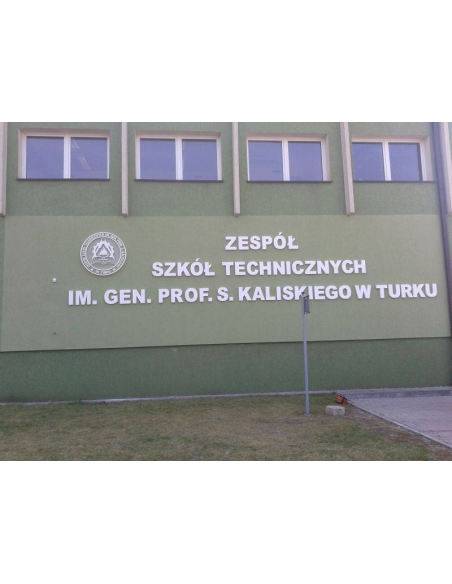 ZESPÓŁ
SZKÓŁ TECHNICZNYCH
IM. GEN. PROF. S. KALISKIEGO W TURKU